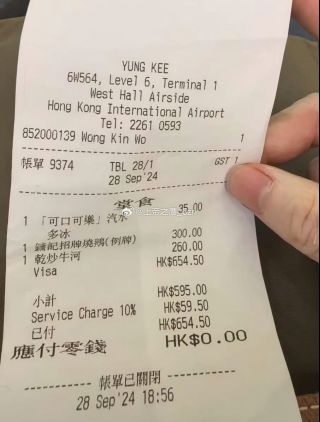 YUNG KEE
6W564, Level 6, Terminal 1
West Hall Airside
Hong Kong International Airport
Tel: 2261 0593
852000139 Wong Kin Wo 1
帳單 9374 TBL 28/1 GST 1
28 Sep'24
堂食
1 「可口可樂」汽水 35.00
多冰
1 鏞記招牌燒鵝(例牌) 300.00
1 乾炒牛河 260.00
Visa HK$654.50
小計 HK$595.00
Service Charge 10% HK$59.50
已付 HK$654.50
應付零錢 HK$0.00
帳單已關閉
28 Sep'24 18:56